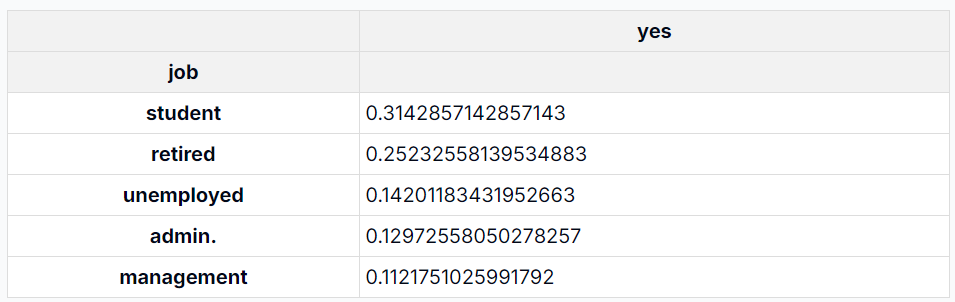 yes
job
student 0.3142857142857143
retired 0.25232558139534883
unemployed 0.14201183431952663
admin. 0.12972558050278257
management 0.1121751025991792